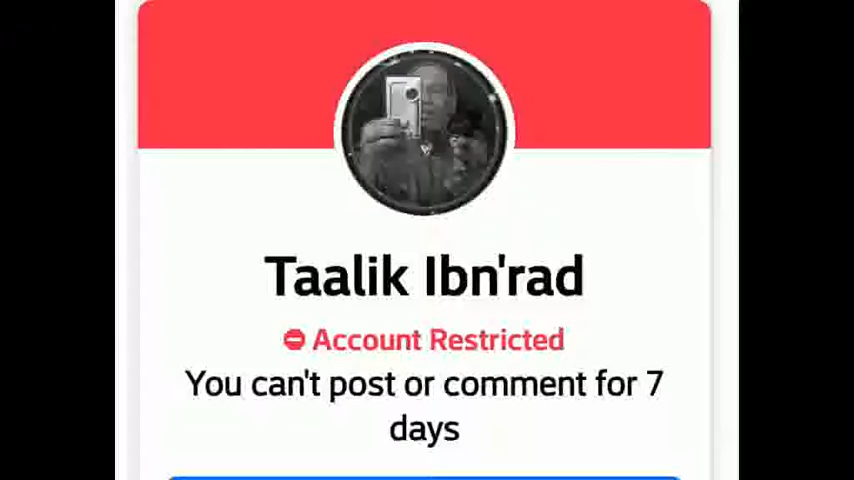 Taalik Ibn'rad
Account Restricted
You can't post or comment for 7
days